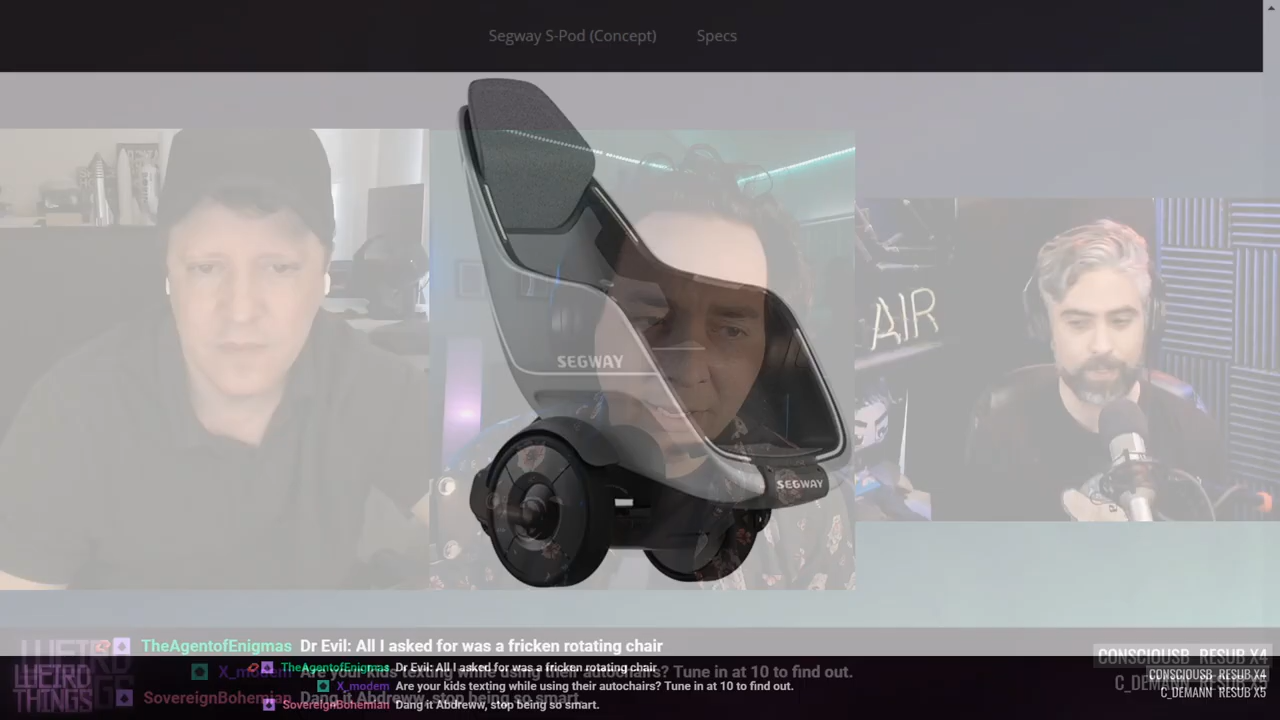 Segway S-Pod (Concept) Specs
AIR
SEGWAY
SEGWAY
TheAgentofEnigmas Dr Evil: All I asked for was a fricken rotating chair
X_modem Are your kids texting while using their autochairs? Tune in at 10 to find out.
SovereignBohemian Dang it Abdreww, stop being so smart.
WEIRD
THINGS
TheAgentofEnigmas Dr Evil: All I asked for was a fricken rotating chair
X_modem Are your kids texting while using their autochairs? Tune in at 10 to find out.
SovereignBohemian Dang it Abdreww, stop being so smart.
CONSCIOUSB RESUB X4
C_DEMANN RESUB X5
CONSCIOUSB RESUB X4
C_DEMANN RESUB X5